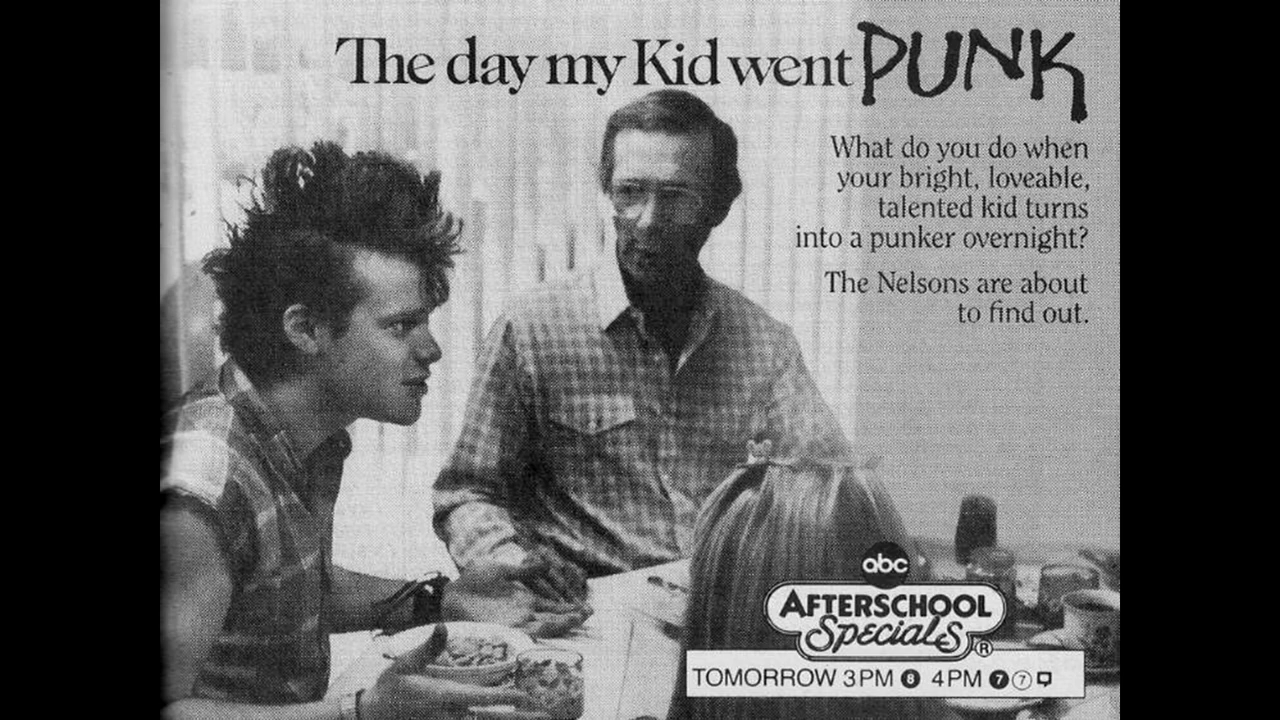 The day my Kid went PUNK
What do you do when
your bright, loveable,
talented kid turns
into a punker overnight?
The Nelsons are about
to find out.
abc
AFTERSCHOOL
SpecialS ®
TOMORROW 3PM 8 4PM 7 7